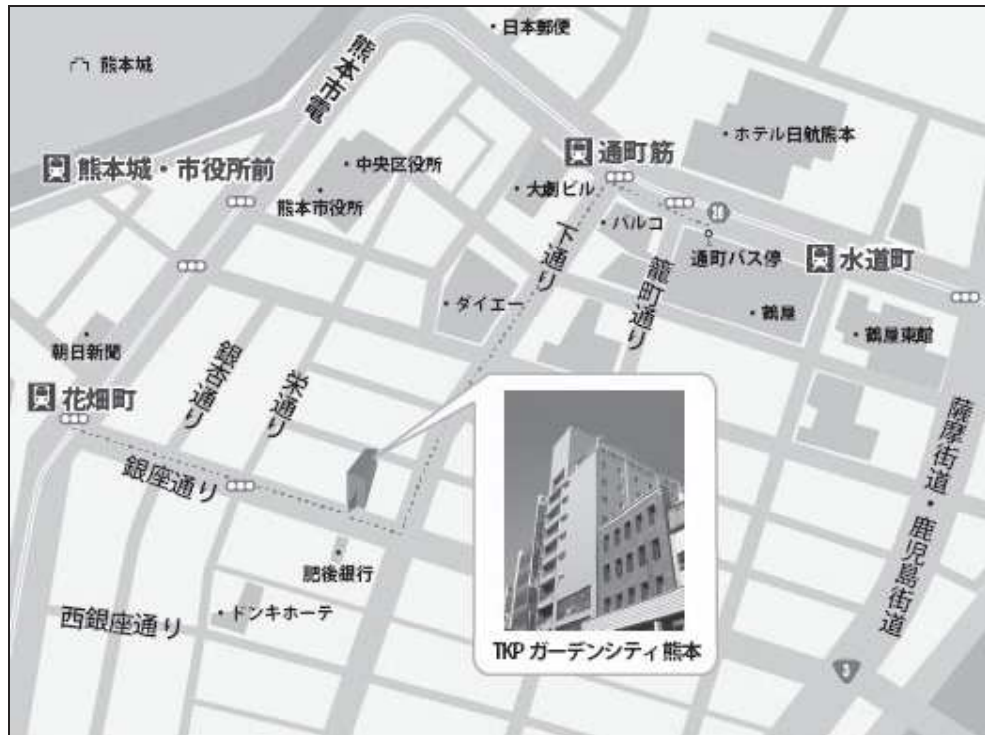 日本郵便
熊本城
熊本市電
ホテル日航熊本
通町筋
中央区役所
熊本城・市役所前
大劇ビル
熊本市役所
パルコ
下通り
通町バス停
水道町
籠町通り
ダイエー
鶴屋
鶴屋東館
朝日新聞
銀杏通り
栄通り
花畑町
薩摩街道・鹿児島街道
銀座通り
肥後銀行
ドンキホーテ
西銀座通り
TKP ガーデンシティ熊本
3